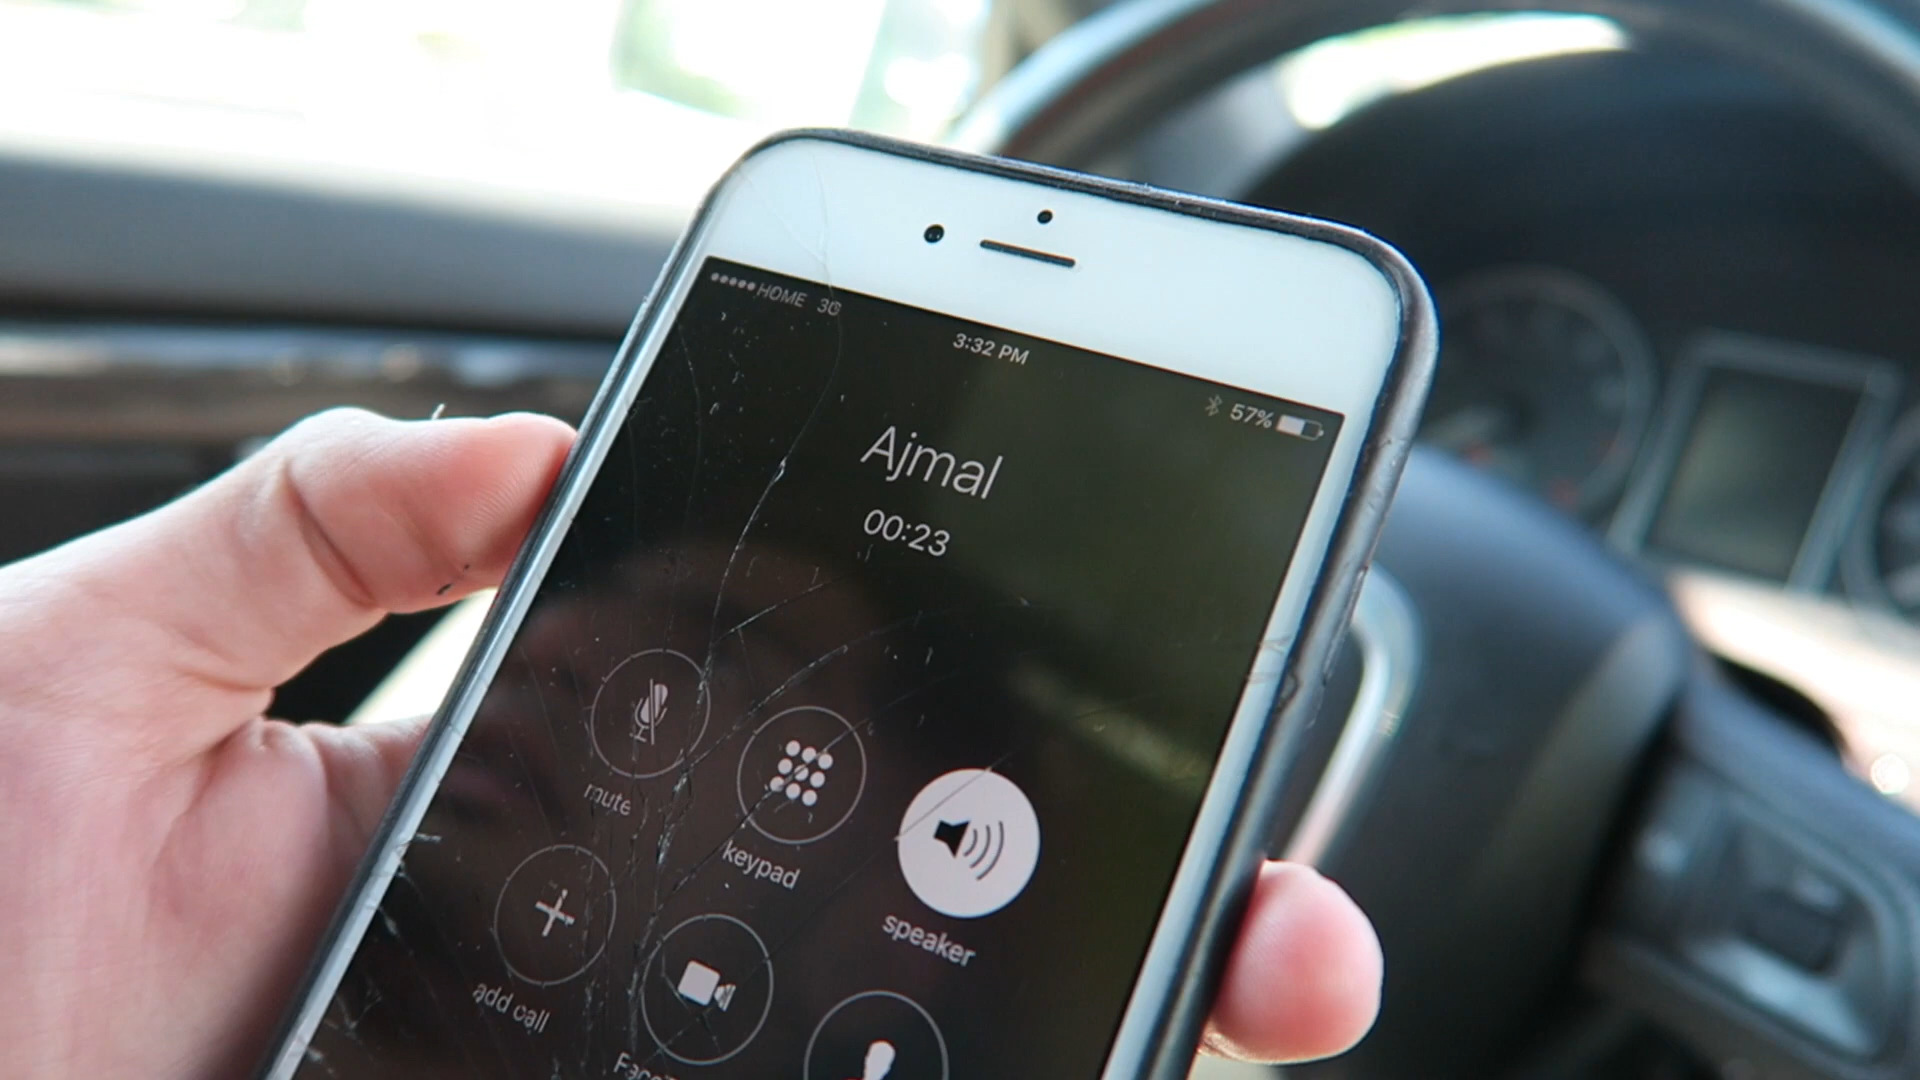 HOME 3G
3:32 PM
57%
Ajmal
00:23
mute
keypad
speaker
add call